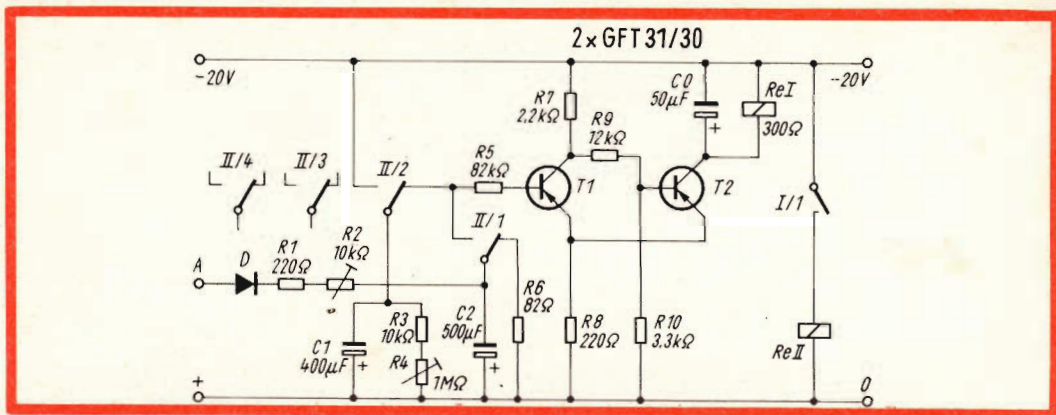 2 x GFT 31/30
-20V
-20V
C0
50µF
ReI
300Ω
R7
2,2kΩ
R9
12kΩ
II/4
II/3
II/2
R5
82kΩ
T1
T2
I/1
II/1
R2
10kΩ
A
D
R1
220Ω
R6
82Ω
C2
500µF
R3
10kΩ
R8
220Ω
R10
3,3kΩ
C1
400µF
R4
1MΩ
ReII
+
+
+
+
0